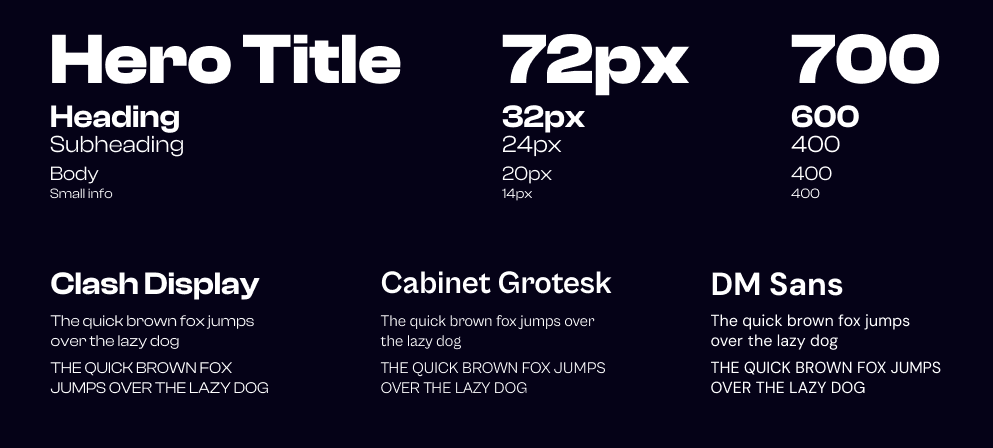 Hero Title 72px 700
Heading 32px 600
Subheading 24px 400
Body 20px 400
Small info 14px 400
Clash Display
The quick brown fox jumps
over the lazy dog
THE QUICK BROWN FOX
JUMPS OVER THE LAZY DOG
Cabinet Grotesk
The quick brown fox jumps over
the lazy dog
THE QUICK BROWN FOX JUMPS
OVER THE LAZY DOG
DM Sans
The quick brown fox jumps
over the lazy dog
THE QUICK BROWN FOX JUMPS
OVER THE LAZY DOG